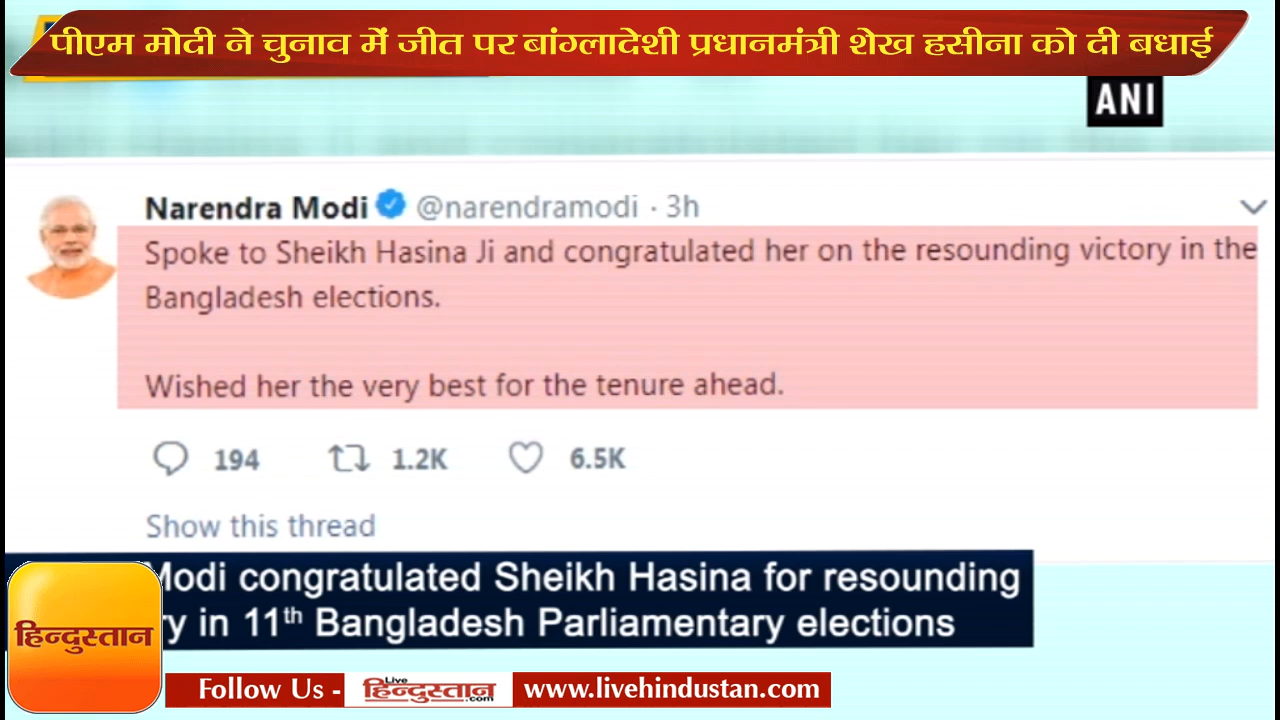 पीएम मोदी ने चुनाव में जीत पर बांग्लादेशी प्रधानमंत्री शेख हसीना को दी बधाई
ANI
Narendra Modi @narendramodi · 3h
Spoke to Sheikh Hasina Ji and congratulated her on the resounding victory in the
Bangladesh elections.
Wished her the very best for the tenure ahead.
194 1.2K 6.5K
Show this thread
Modi congratulated Sheikh Hasina for resounding
ry in 11th Bangladesh Parliamentary elections
हिन्दुस्तान
Follow Us - Live हिन्दुस्तान .com www.livehindustan.com